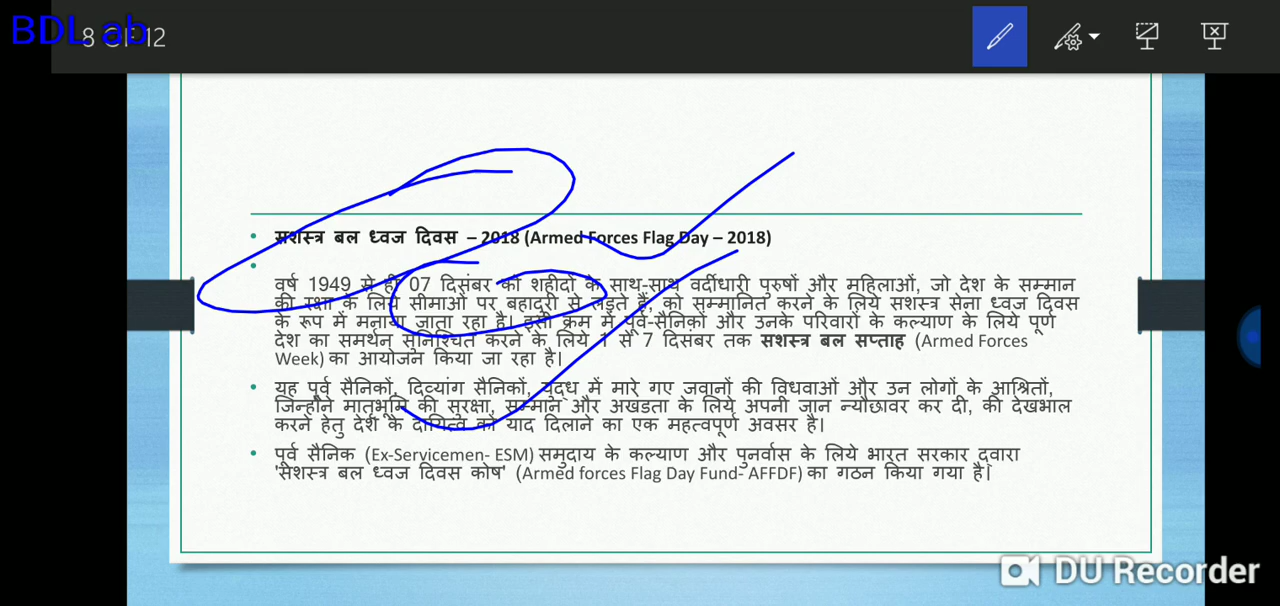 BDL ab
8 OF 12
सशस्त्र बल ध्वज दिवस – 2018 (Armed Forces Flag Day – 2018)
वर्ष 1949 से ही 07 दिसंबर को शहीदों के साथ-साथ वर्दीधारी पुरुषों और महिलाओं, जो देश के सम्मान
की रक्षा के लिये सीमाओं पर बहादुरी से लड़ते हैं, को सम्मानित करने के लिये सशस्त्र सेना ध्वज दिवस
के रूप में मनाया जाता रहा है। इसी क्रम में पूर्व-सैनिकों और उनके परिवारों के कल्याण के लिये पूर्ण
देश का समर्थन सुनिश्चित करने के लिये 1 से 7 दिसंबर तक सशस्त्र बल सप्ताह (Armed Forces
Week) का आयोजन किया जा रहा है।
यह पूर्व सैनिकों, दिव्यांग सैनिकों, युद्ध में मारे गए जवानों की विधवाओं और उन लोगों के आश्रितों,
जिन्होंने मातृभूमि की सुरक्षा, सम्मान और अखंडता के लिये अपनी जान न्यौछावर कर दी, की देखभाल
करने हेतु देश के दायित्व को याद दिलाने का एक महत्वपूर्ण अवसर है।
पूर्व सैनिक (Ex-Servicemen- ESM) समुदाय के कल्याण और पुनर्वास के लिये भारत सरकार द्वारा
'सशस्त्र बल ध्वज दिवस कोष' (Armed forces Flag Day Fund- AFFDF) का गठन किया गया है।
DU Recorder